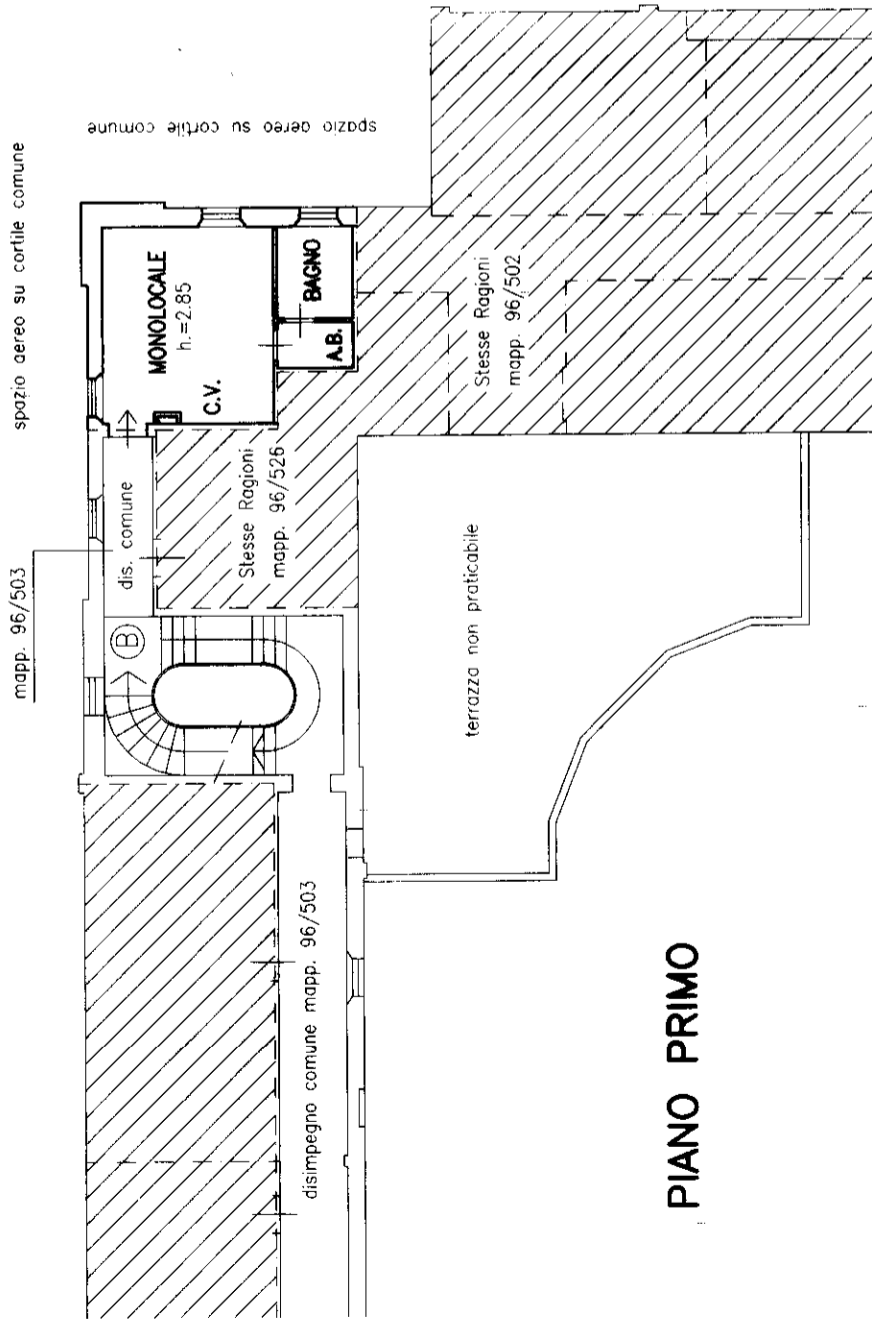 mapp. 96/503
spazio aereo su cortile comune
spazio aereo su cortile comune
dis. comune
B
MONOLOCALE
h.=2.85
C.V.
BAGNO
A.B.
Stesse Ragioni
mapp. 96/526
Stesse Ragioni
mapp. 96/502
terrazza non praticabile
disimpegno comune mapp. 96/503
PIANO PRIMO